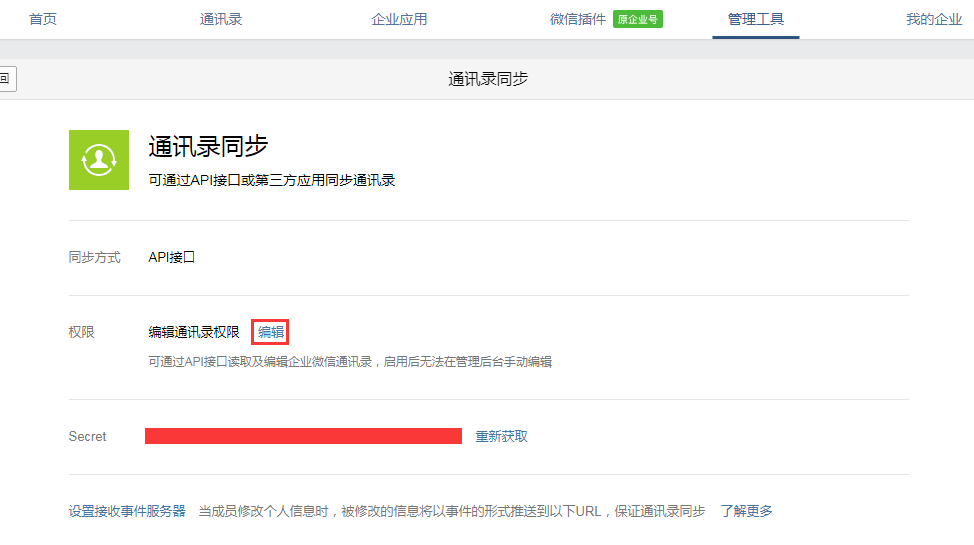 首页 通讯录 企业应用 微信插件 原企业号 管理工具 我的企业
回 通讯录同步
通讯录同步
可通过API接口或第三方应用同步通讯录
同步方式 API接口
权限 编辑通讯录权限 编辑
可通过API接口读取及编辑企业微信通讯录，启用后无法在管理后台手动编辑
Secret 重新获取
设置接收事件服务器 当成员修改个人信息时，被修改的信息将以事件的形式推送到以下URL，保证通讯录同步 了解更多